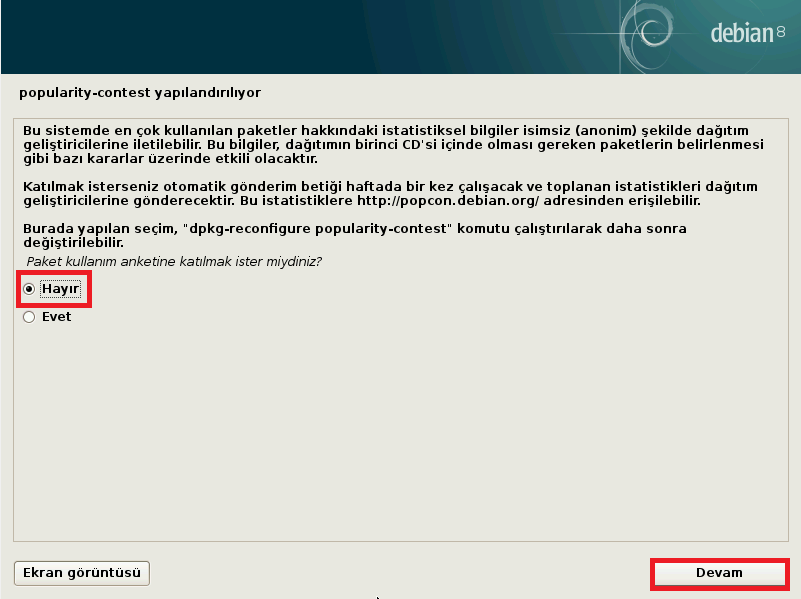 debian 8
popularity-contest yapılandırılıyor
Bu sistemde en çok kullanılan paketler hakkındaki istatistiksel bilgiler isimsiz (anonim) şekilde dağıtım
geliştiricilerine iletilebilir. Bu bilgiler, dağıtımın birinci CD'si içinde olması gereken paketlerin belirlenmesi
gibi bazı kararlar üzerinde etkili olacaktır.
Katılmak isterseniz otomatik gönderim betiği haftada bir kez çalışacak ve toplanan istatistikleri dağıtım
geliştiricilerine gönderecektir. Bu istatistiklere http://popcon.debian.org/ adresinden erişilebilir.
Burada yapılan seçim, "dpkg-reconfigure popularity-contest" komutu çalıştırılarak daha sonra
değiştirilebilir.
Paket kullanım anketine katılmak ister miydiniz?
Hayır
Evet
Ekran görüntüsü
Devam